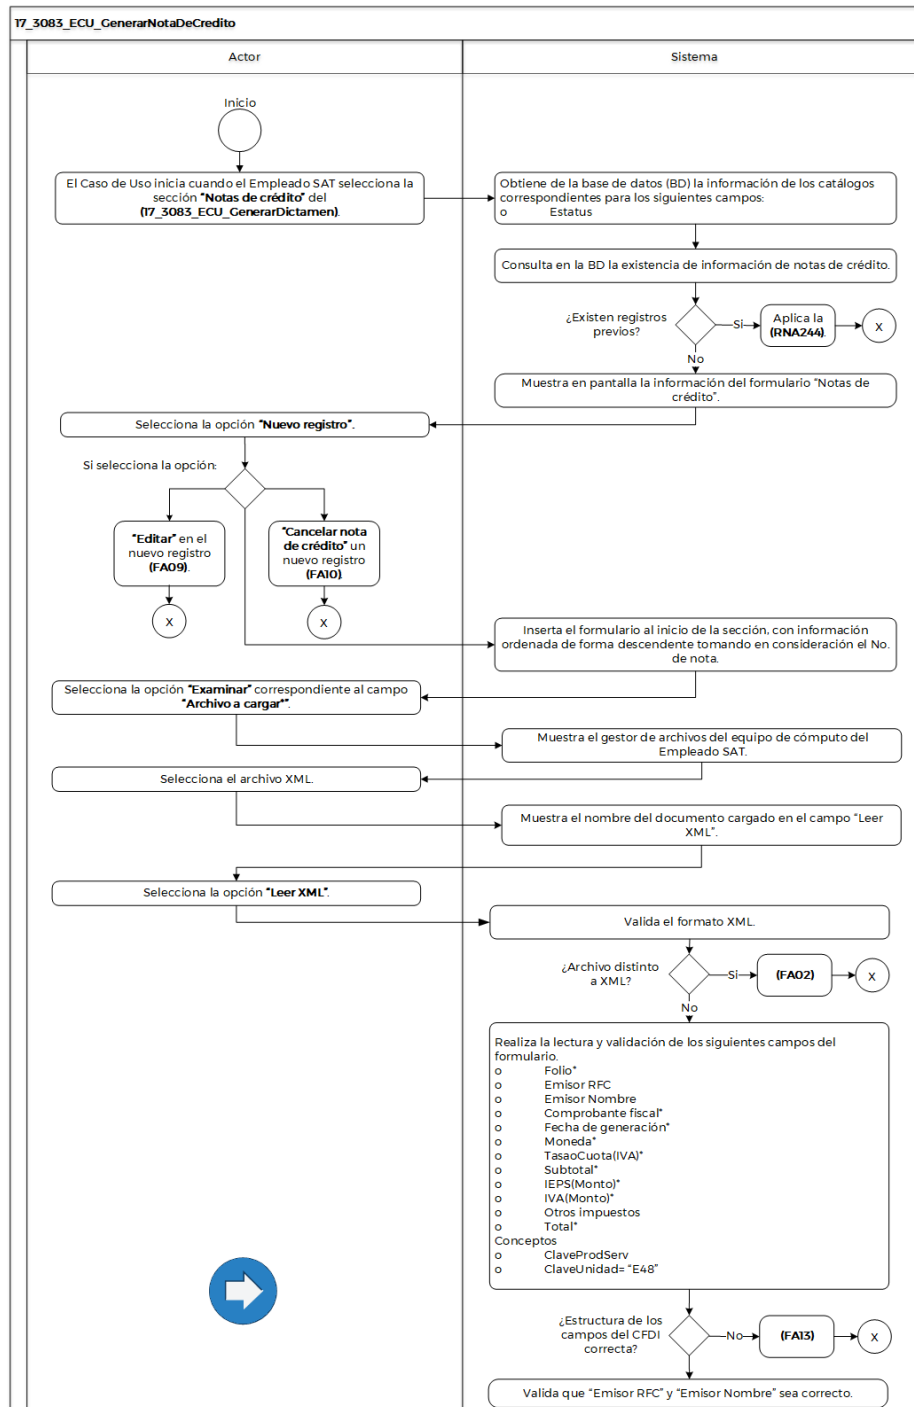 17_3083_ECU_GenerarNotaDeCredito
Actor
Sistema
Inicio
El Caso de Uso inicia cuando el Empleado SAT selecciona la
sección "Notas de crédito" del
(17_3083_ECU_GenerarDictamen).
Obtiene de la base de datos (BD) la información de los catálogos
correspondientes para los siguientes campos:
o Estatus
Consulta en la BD la existencia de información de notas de crédito.
¿Existen registros
previos?
Si
Aplica la
(RNA244).
X
No
Muestra en pantalla la información del formulario "Notas de
crédito".
Selecciona la opción "Nuevo registro".
Si selecciona la opción:
"Editar" en el
nuevo registro
(FA09).
X
"Cancelar nota
de crédito" un
nuevo registro
(FA10).
X
Inserta el formulario al inicio de la sección, con información
ordenada de forma descendente tomando en consideración el No.
de nota.
Selecciona la opción "Examinar" correspondiente al campo
"Archivo a cargar*".
Muestra el gestor de archivos del equipo de cómputo del
Empleado SAT.
Selecciona el archivo XML.
Muestra el nombre del documento cargado en el campo "Leer
XML".
Selecciona la opción "Leer XML".
Valida el formato XML.
¿Archivo distinto
a XML?
Si
(FA02)
X
No
Realiza la lectura y validación de los siguientes campos del
formulario.
o Folio*
o Emisor RFC
o Emisor Nombre
o Comprobante fiscal*
o Fecha de generación*
o Moneda*
o TasaoCuota(IVA)*
o Subtotal*
o IEPS(Monto)*
o IVA(Monto)*
o Otros impuestos
o Total*
Conceptos
o ClaveProdServ
o ClaveUnidad= "E48"
¿Estructura de los
campos del CFDI
correcta?
No
(FA13)
X
Valida que "Emisor RFC" y "Emisor Nombre" sea correcto.